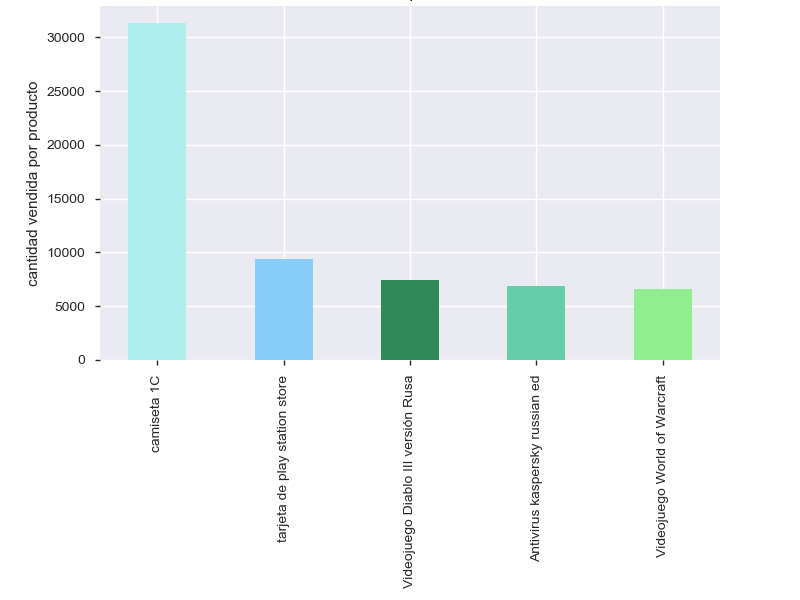 cantidad vendida por producto
30000
25000
20000
15000
10000
5000
0
camiseta 1C
tarjeta de play station store
Videojuego Diablo III versión Rusa
Antivirus kaspersky russian ed
Videojuego World of Warcraft